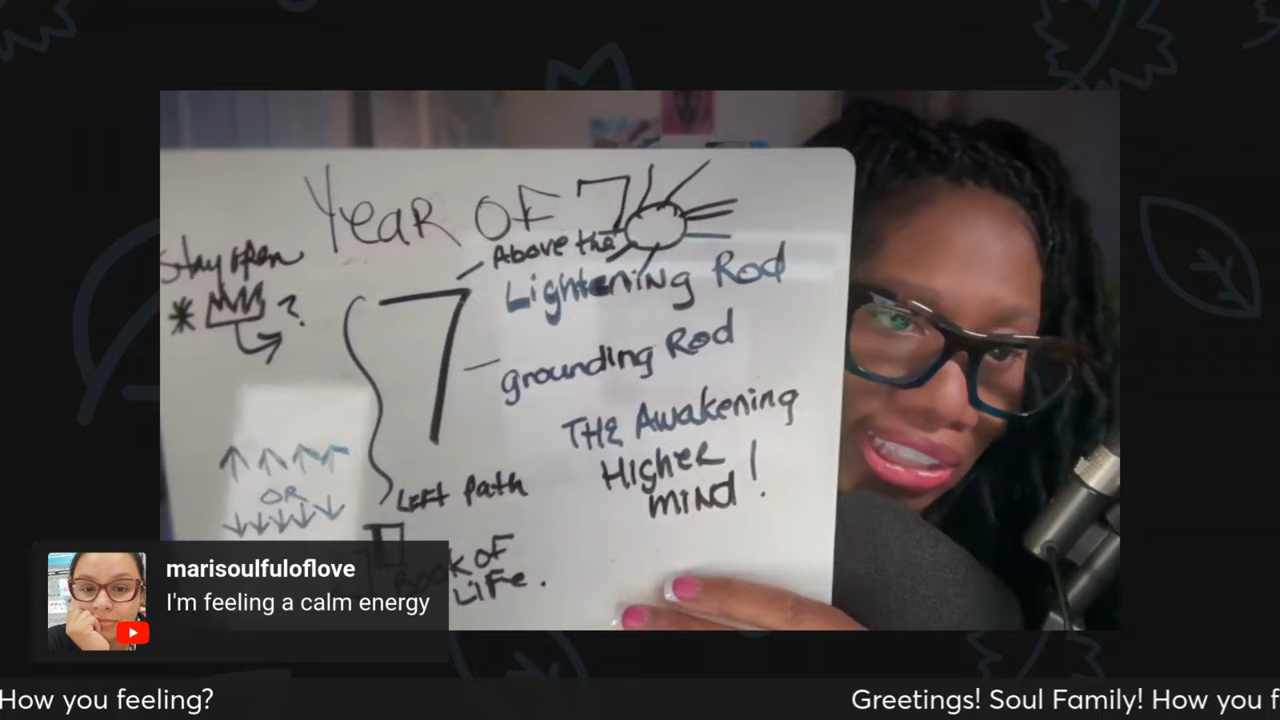 YEAR OF 7
Above the
Lightening Rod
Stay open
* ?
7
grounding Rod
THE Awakening
Higher
mind!
Left Path
OR
Book of
Life.
marisoulfuloflove
I'm feeling a calm energy
How you feeling?
Greetings! Soul Family! How you f